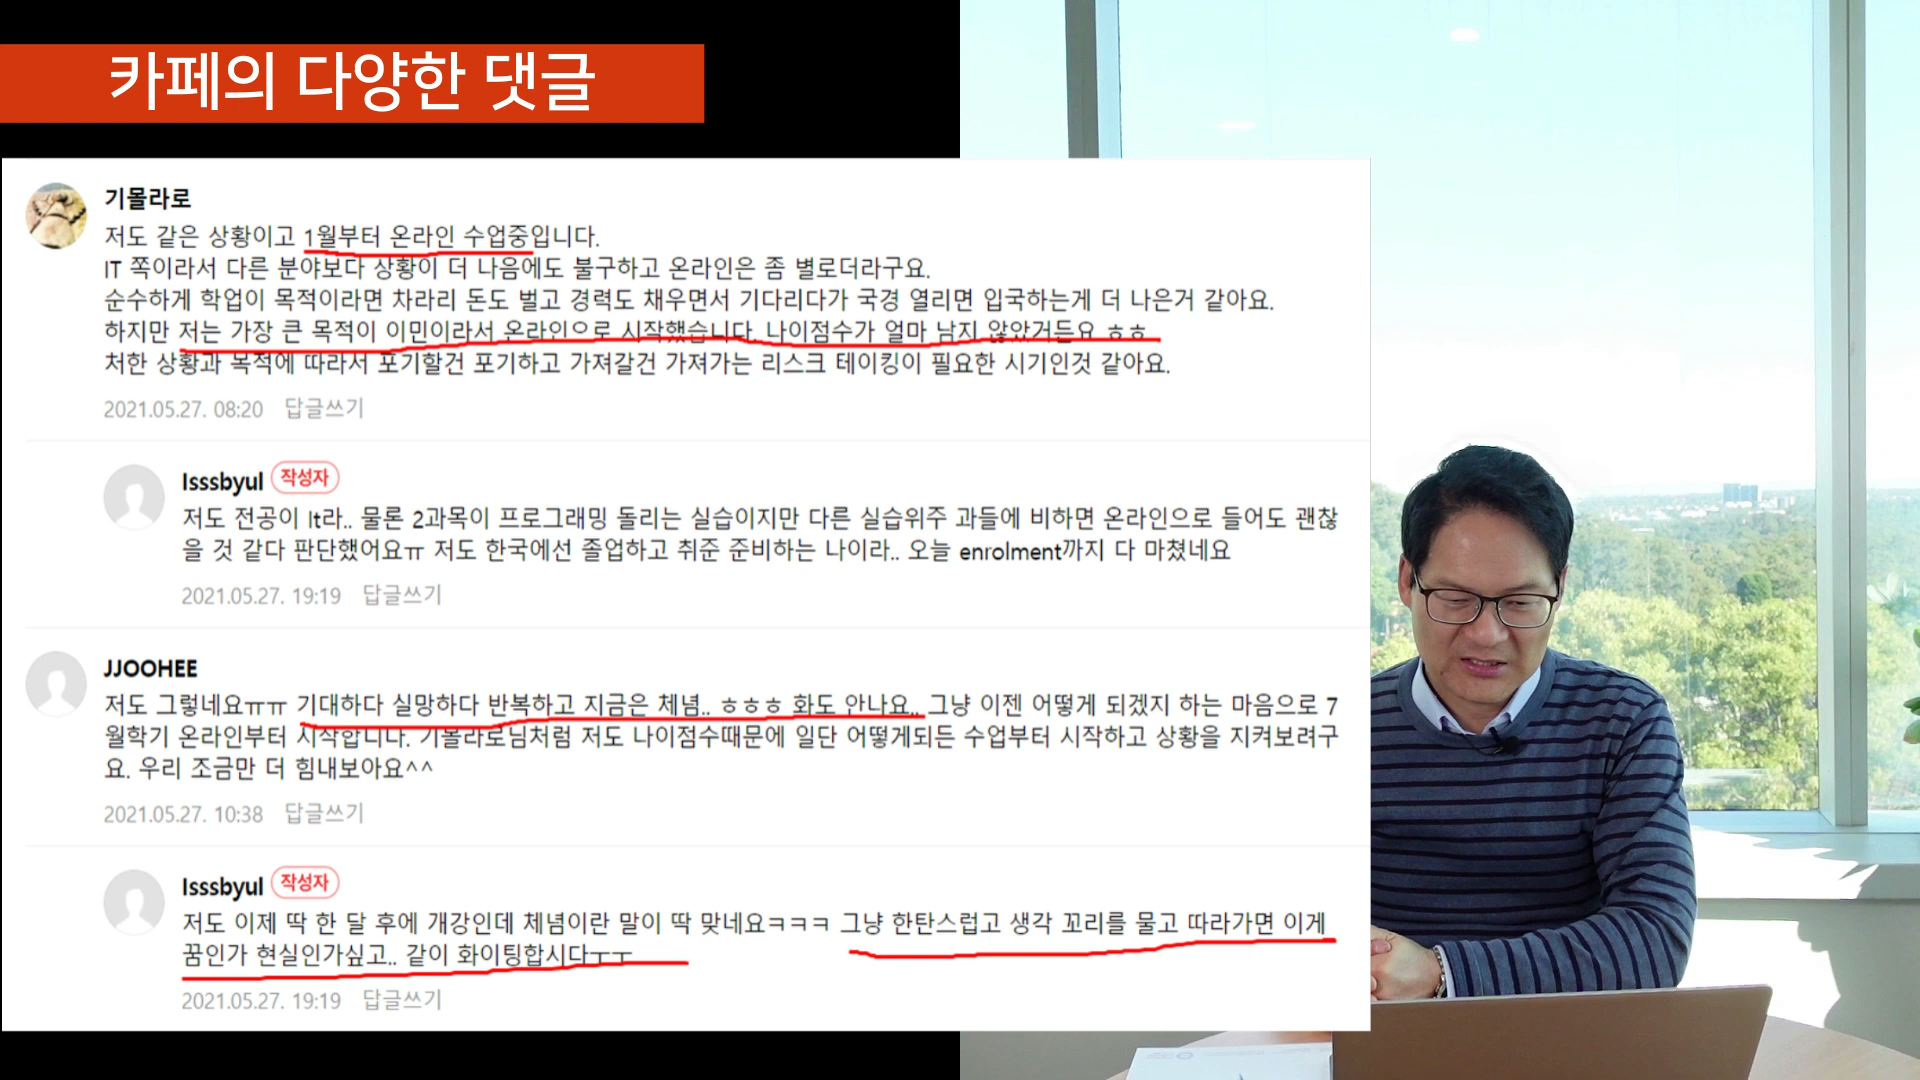 카페의 다양한 댓글
기몰라로
저도 같은 상황이고 1월부터 온라인 수업중입니다.
IT 쪽이라서 다른 분야보다 상황이 더 나음에도 불구하고 온라인은 좀 별로더라구요.
순수하게 학업이 목적이라면 차라리 돈도 벌고 경력도 채우면서 기다리다가 국경 열리면 입국하는게 더 나은거 같아요.
하지만 저는 가장 큰 목적이 이민이라서 온라인으로 시작했습니다. 나이점수가 얼마 남지 않았거든요 ㅎㅎ
처한 상황과 목적에 따라서 포기할건 포기하고 가져갈건 가져가는 리스크 테이킹이 필요한 시기인것 같아요.
2021.05.27. 08:20 답글쓰기
Isssbyul 작성자
저도 전공이 It라.. 물론 2과목이 프로그래밍 돌리는 실습이지만 다른 실습위주 과들에 비하면 온라인으로 들어도 괜찮
을 것 같다 판단했어요ㅠ 저도 한국에선 졸업하고 취준 준비하는 나이라.. 오늘 enrolment까지 다 마쳤네요
2021.05.27. 19:19 답글쓰기
JJOOHEE
저도 그렇네요ㅠㅠ 기대하다 실망하다 반복하고 지금은 체념.. ㅎㅎㅎ 화도 안나요.. 그냥 이젠 어떻게 되겠지 하는 마음으로 7
월학기 온라인부터 시작합니다. 기몰라로님처럼 저도 나이점수때문에 일단 어떻게되든 수업부터 시작하고 상황을 지켜보려구
요. 우리 조금만 더 힘내보아요^^
2021.05.27. 10:38 답글쓰기
Isssbyul 작성자
저도 이제 딱 한 달 후에 개강인데 체념이란 말이 딱 맞네요ㅋㅋㅋ 그냥 한탄스럽고 생각 꼬리를 물고 따라가면 이게
꿈인가 현실인가싶고.. 같이 화이팅합시다ㅜㅜ
2021.05.27. 19:19 답글쓰기